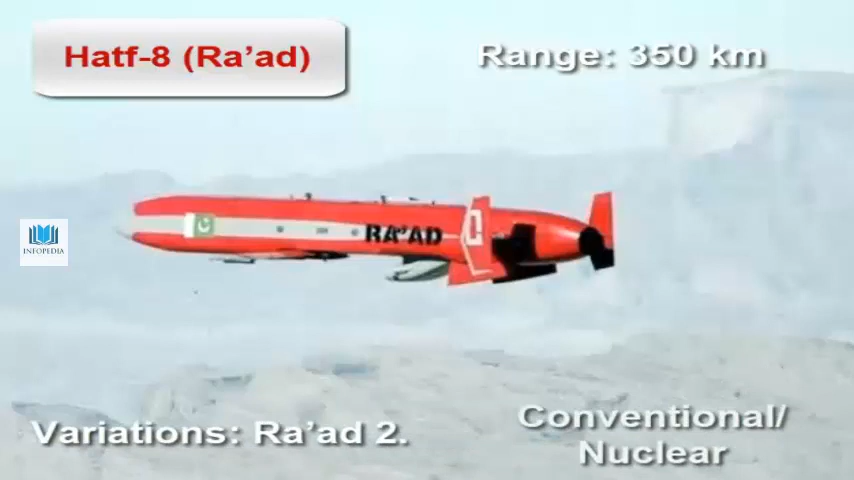 Hatf-8 (Ra’ad)
Range: 350 km
INFOPEDIA
RA’AD
Variations: Ra’ad 2.
Conventional/
Nuclear